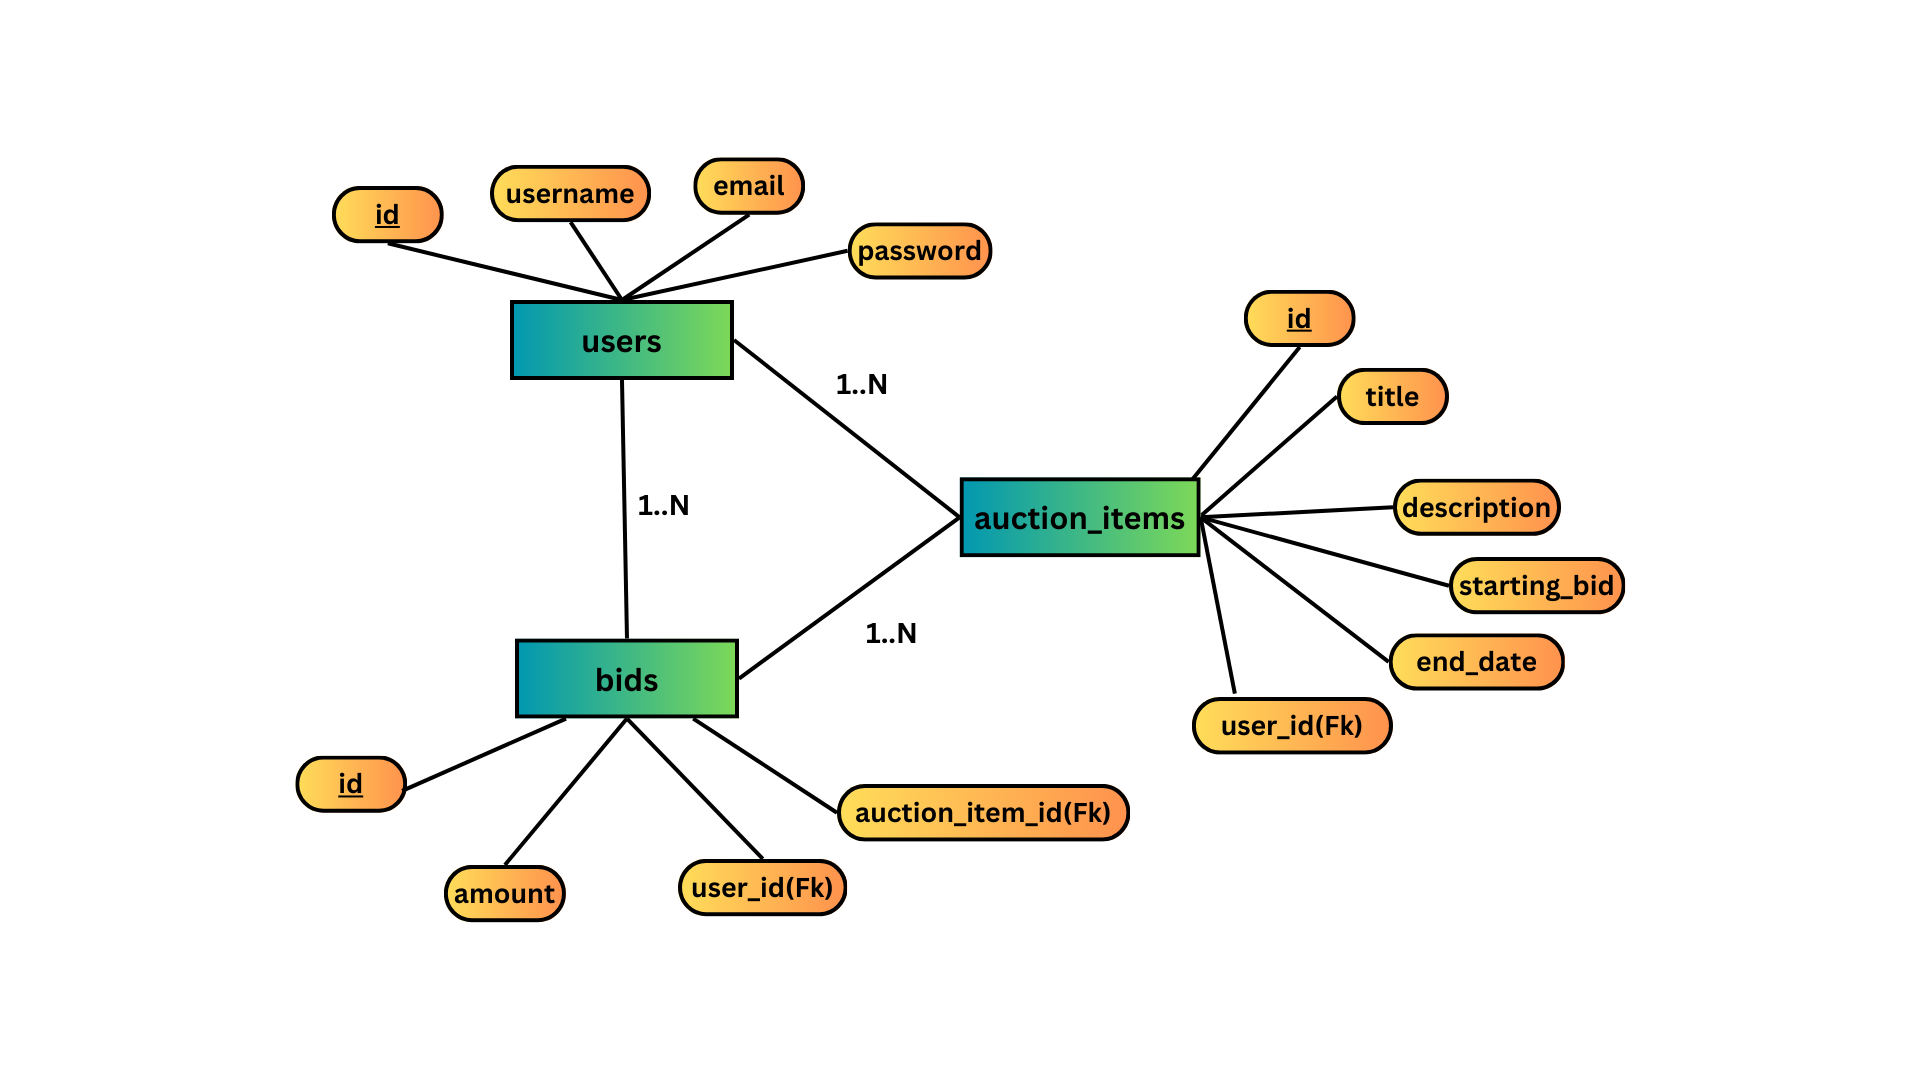 id
username
email
password
users
1..N
1..N
id
title
description
starting_bid
end_date
user_id(Fk)
auction_items
1..N
bids
id
amount
user_id(Fk)
auction_item_id(Fk)